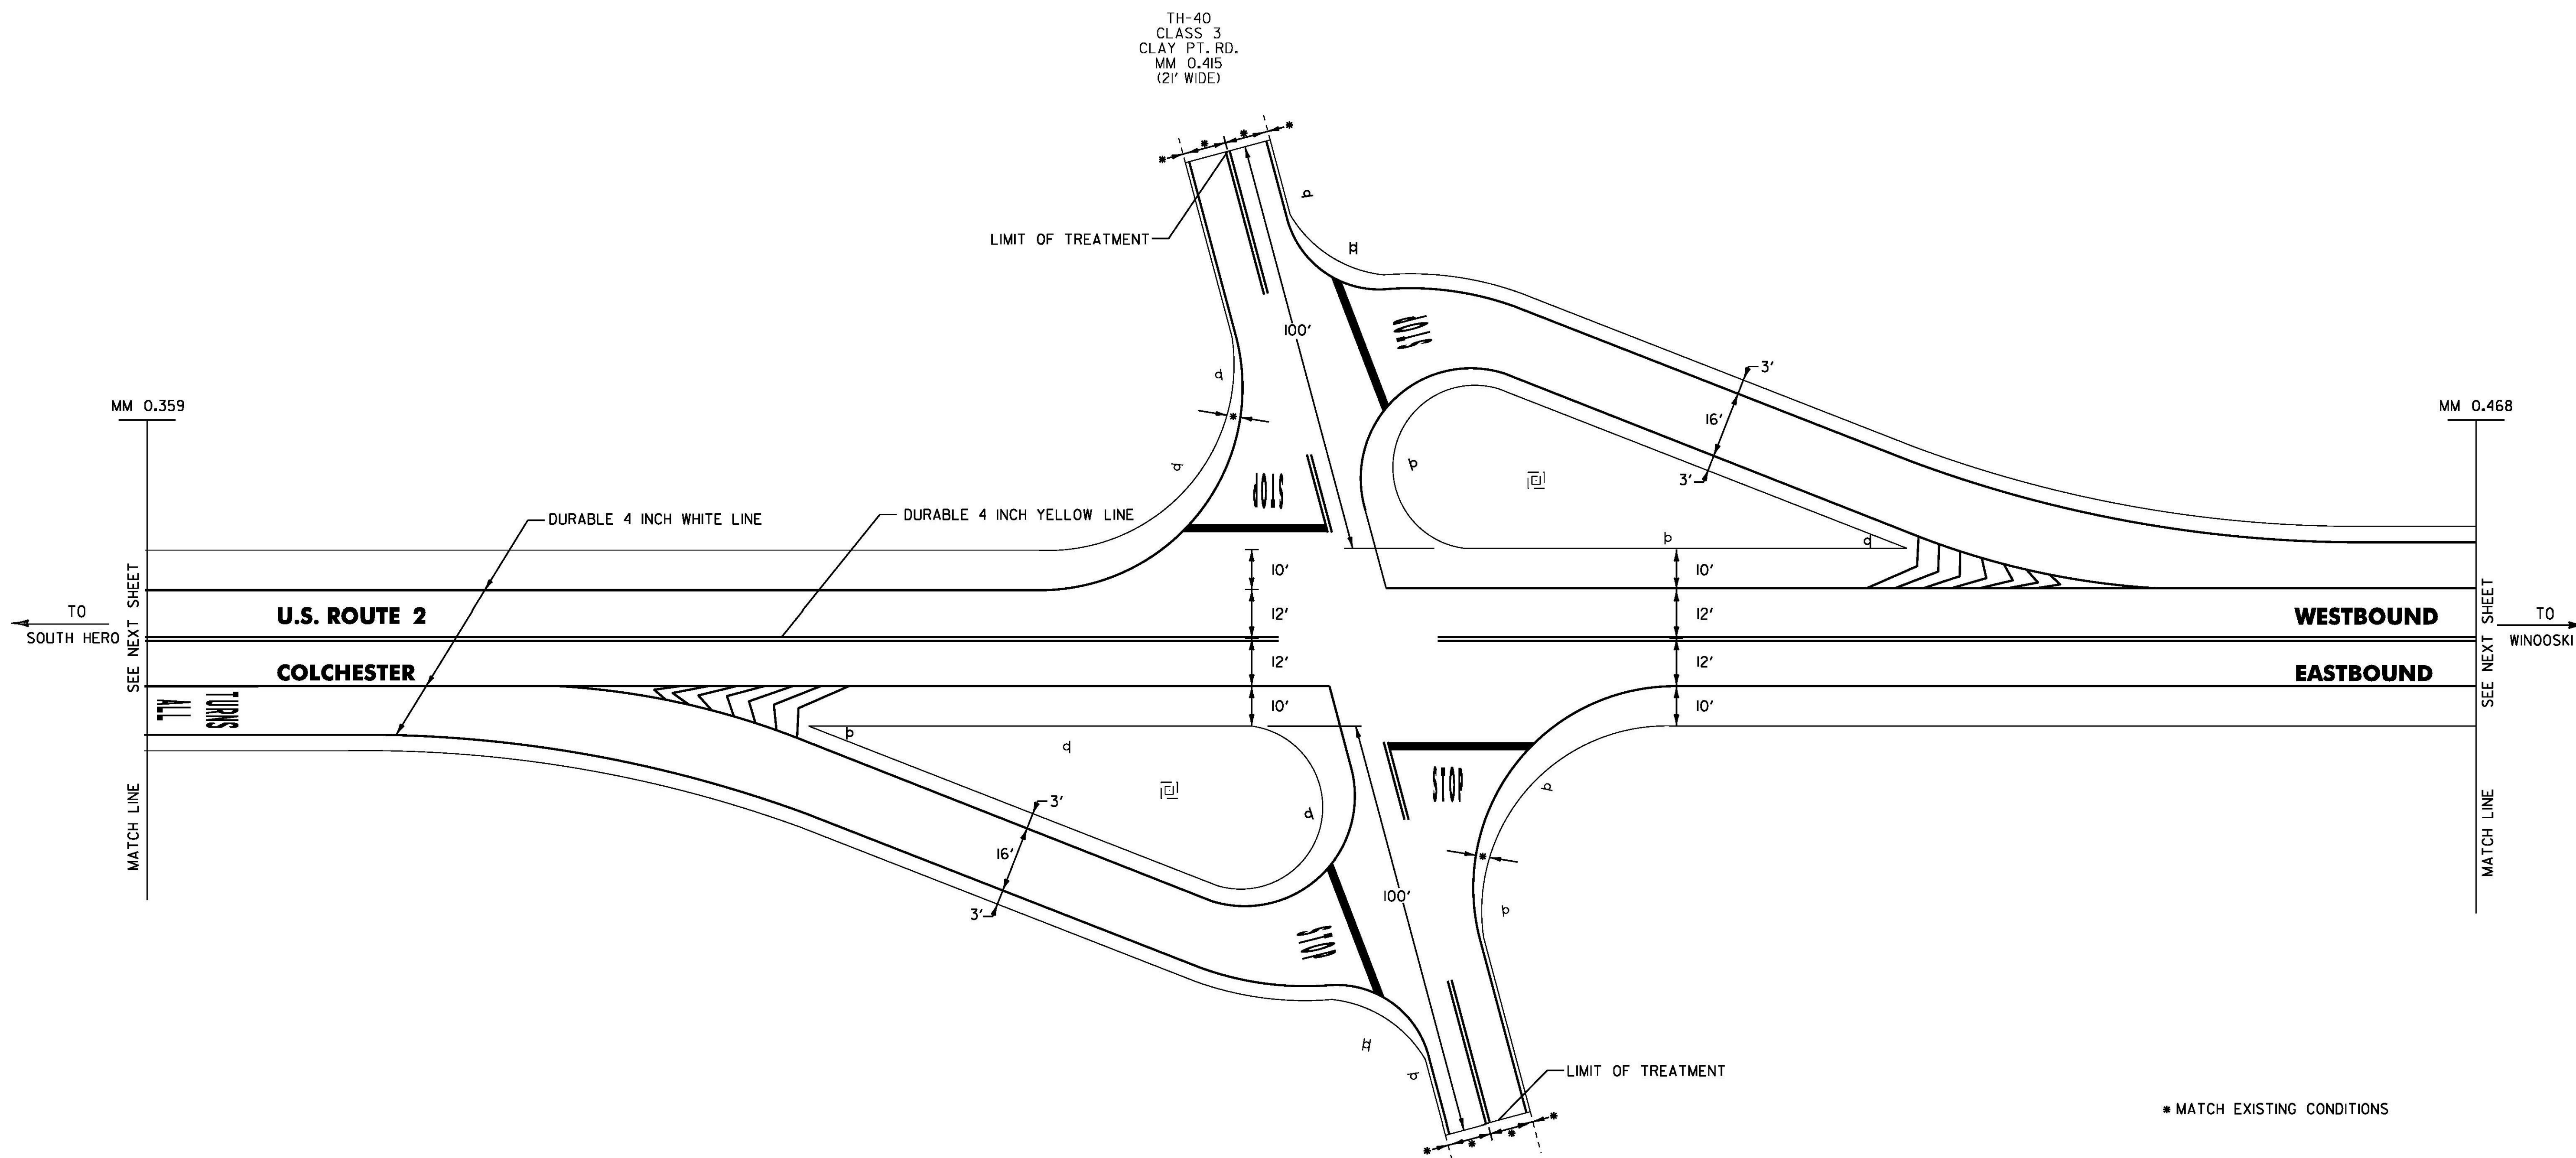 TH-40
CLASS 3
CLAY PT. RD.
MM 0.415
(21' WIDE)
LIMIT OF TREATMENT
100'
STOP
3'
16'
3'
MM 0.359
MM 0.468
STOP
DURABLE 4 INCH WHITE LINE
DURABLE 4 INCH YELLOW LINE
10'
10'
SEE NEXT SHEET
TO
SOUTH HERO
U.S. ROUTE 2
12'
12'
WESTBOUND
SEE NEXT SHEET
TO
WINOOSKI
COLCHESTER
12'
12'
EASTBOUND
ALL
TURNS
10'
10'
MATCH LINE
STOP
MATCH LINE
3'
16'
3'
100'
STOP
LIMIT OF TREATMENT
* MATCH EXISTING CONDITIONS